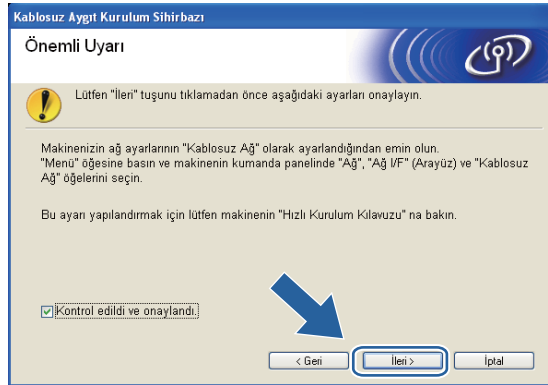 Kablosuz Aygıt Kurulum Sihirbazı
Önemli Uyarı
Lütfen "İleri" tuşunu tıklamadan önce aşağıdaki ayarları onaylayın.
Makinenizin ağ ayarlarının "Kablosuz Ağ" olarak ayarlandığından emin olun.
"Menü" öğesine basın ve makinenin kumanda panelinde "Ağ", "Ağ I/F" (Arayüz) ve "Kablosuz
Ağ" öğelerini seçin.
Bu ayarı yapılandırmak için lütfen makinenin "Hızlı Kurulum Kılavuzu" na bakın.
Kontrol edildi ve onaylandı.
< Geri
İleri >
İptal